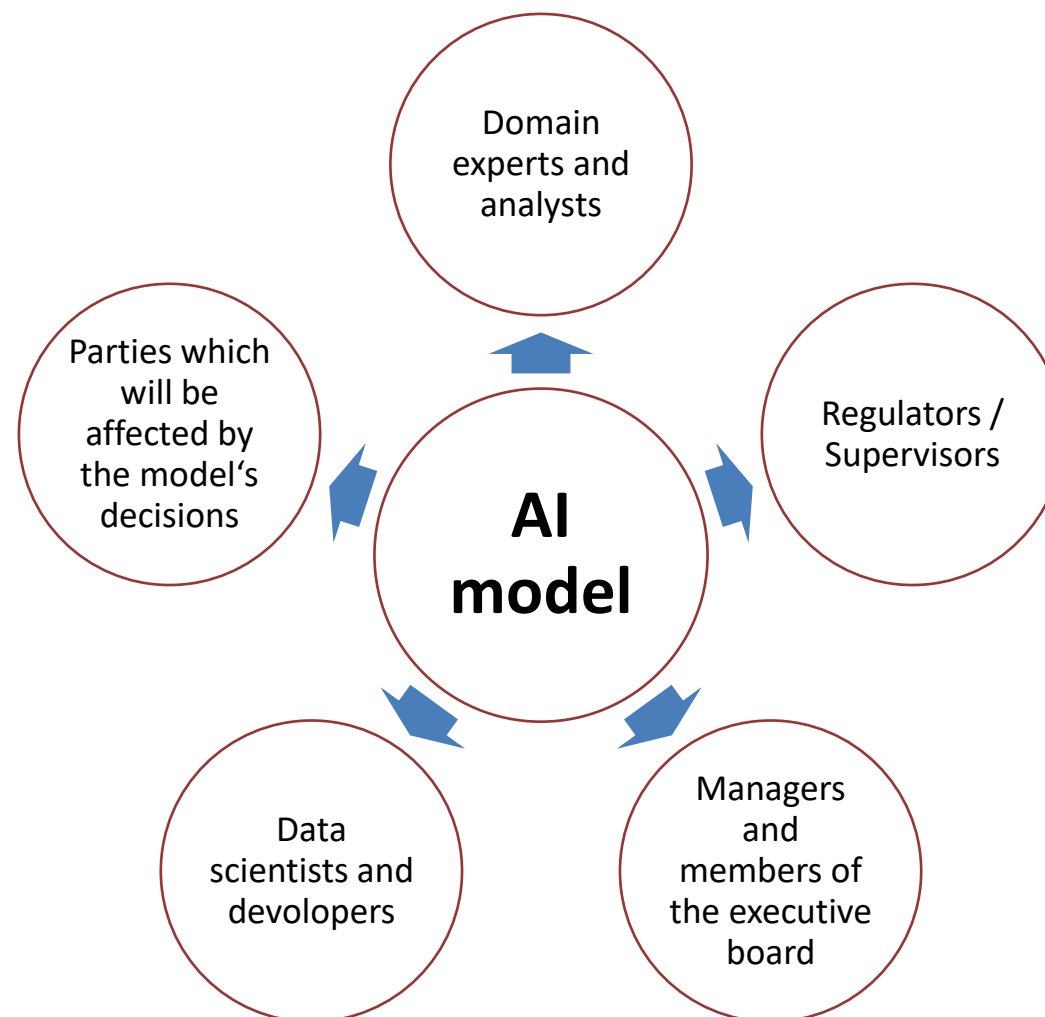 Domain
experts and
analysts
Parties which
will be
affected by
the model‘s
decisions
Regulators /
Supervisors
AI
model
Data
scientists and
devolopers
Managers
and
members of
the executive
board